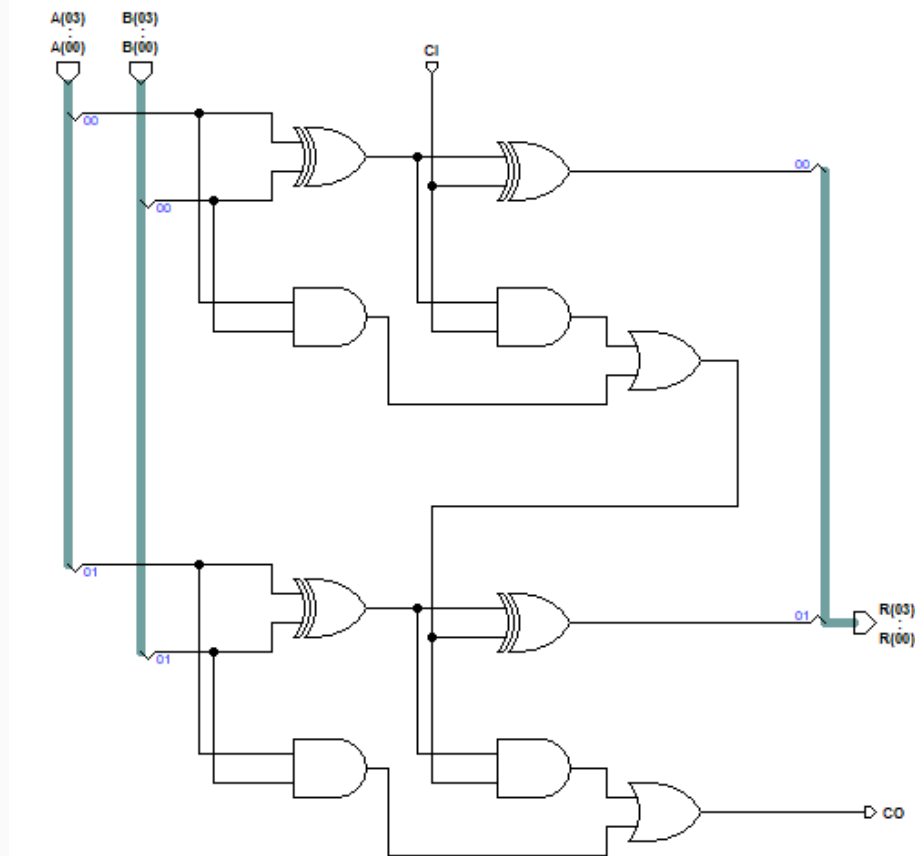 A(03) B(03)
:
:
A(00) B(00)
CI
00
00
00
01
01
01
R(03)
:
R(00)
CO